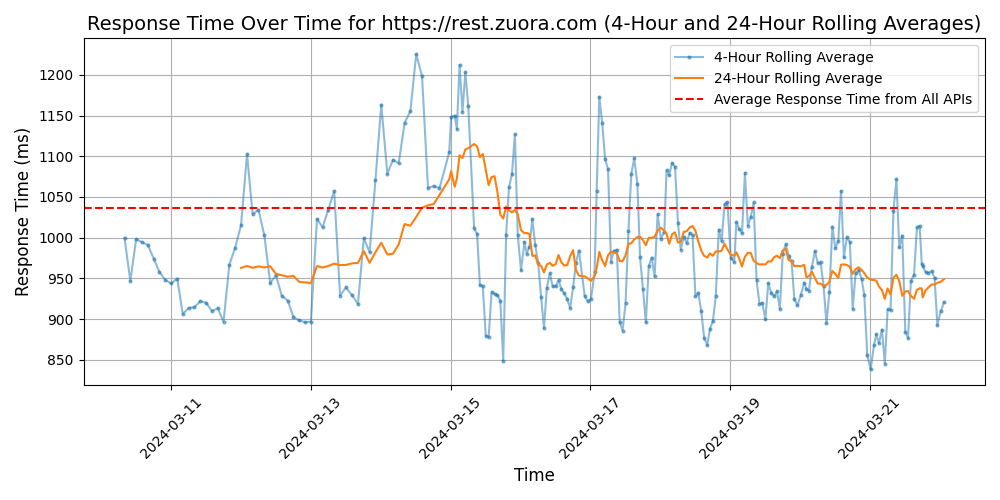 Response Time Over Time for https://rest.zuora.com (4-Hour and 24-Hour Rolling Averages)
4-Hour Rolling Average
24-Hour Rolling Average
Average Response Time from All APIs
Response Time (ms)
1200
1150
1100
1050
1000
950
900
850
2024-03-11
2024-03-13
2024-03-15
2024-03-17
2024-03-19
2024-03-21
Time